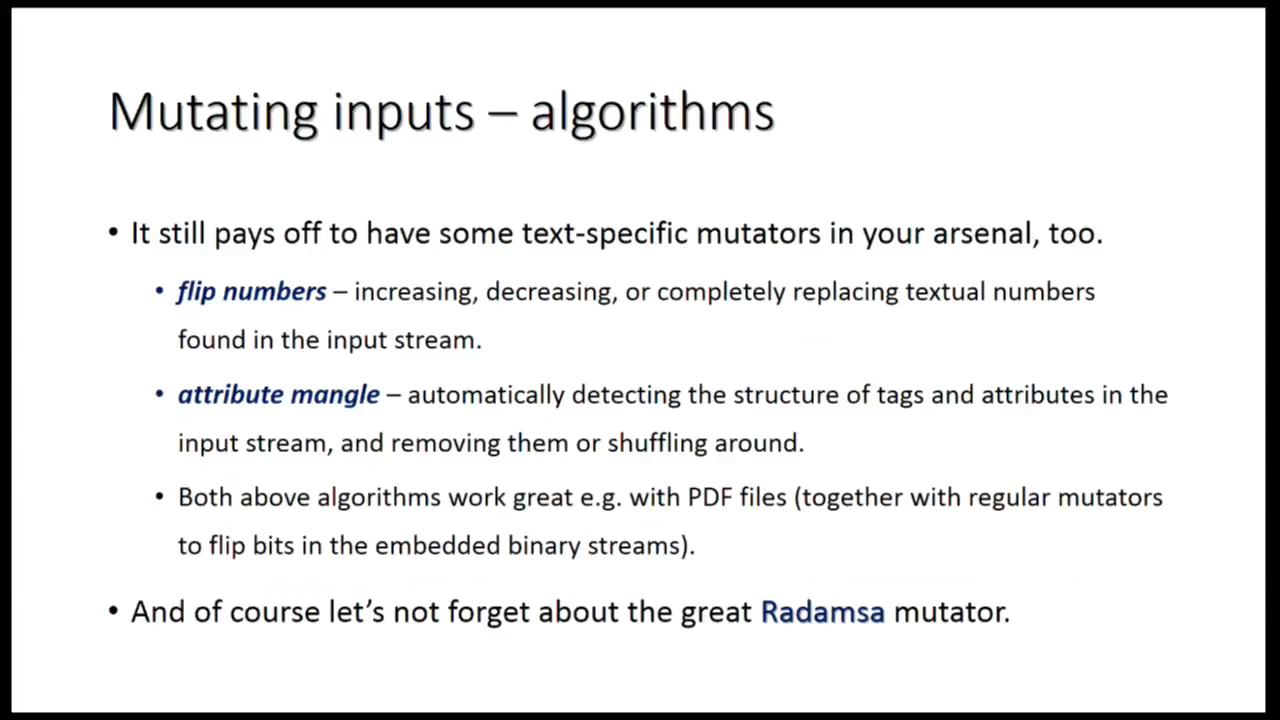 Mutating inputs – algorithms
• It still pays off to have some text-specific mutators in your arsenal, too.
• flip numbers – increasing, decreasing, or completely replacing textual numbers
found in the input stream.
• attribute mangle – automatically detecting the structure of tags and attributes in the
input stream, and removing them or shuffling around.
• Both above algorithms work great e.g. with PDF files (together with regular mutators
to flip bits in the embedded binary streams).
• And of course let's not forget about the great Radamsa mutator.